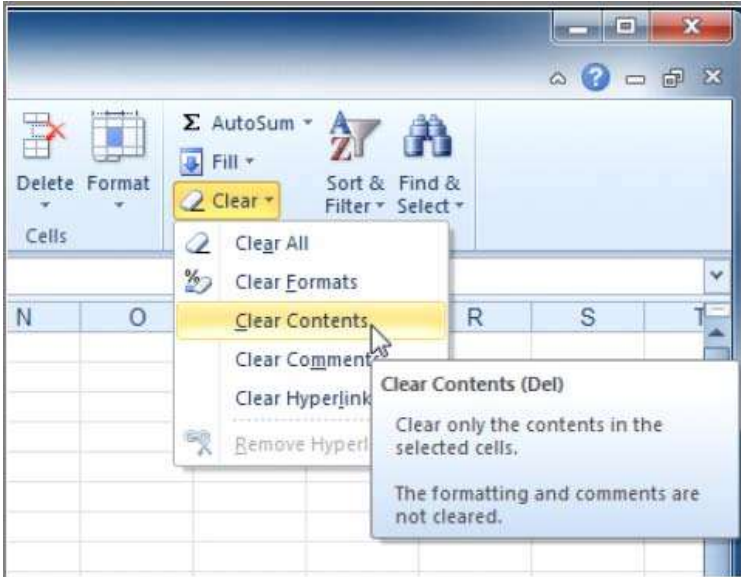 Σ AutoSum
Fill
Delete Format
Clear
Sort & Filter
Find & Select
Cells
Clear All
Clear Formats
Clear Contents
Clear Comment
Clear Hyperlink
Remove Hyperl
N O R S T
Clear Contents (Del)
Clear only the contents in the
selected cells.
The formatting and comments are
not cleared.